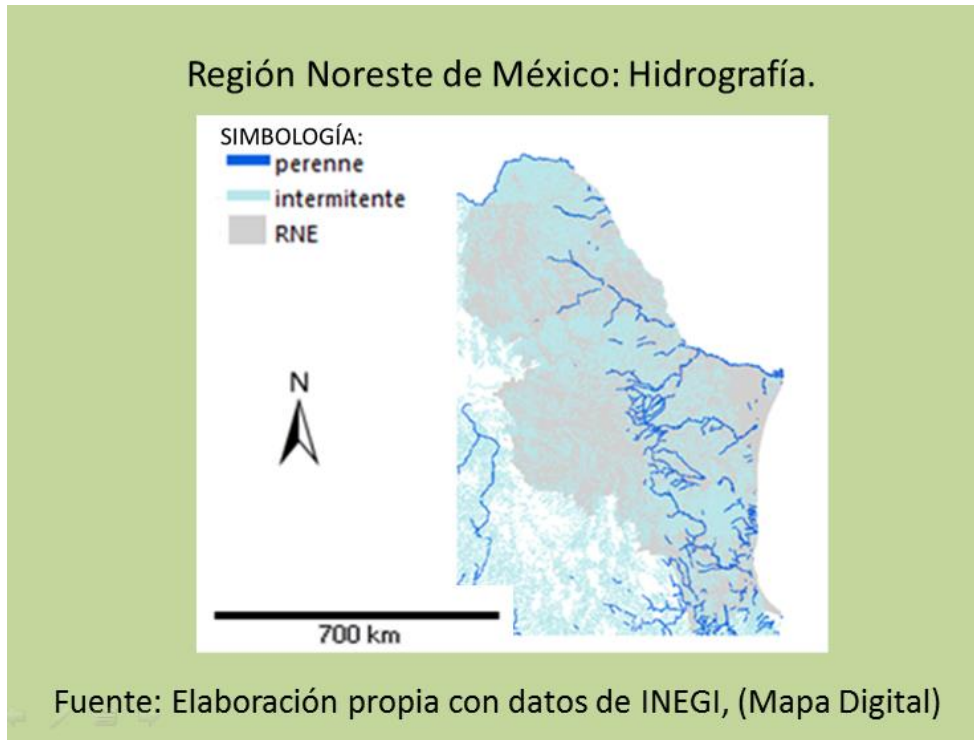 Región Noreste de México: Hidrografía.
SIMBOLOGÍA:
perenne
intermitente
RNE
N
700 km
Fuente: Elaboración propia con datos de INEGI, (Mapa Digital)